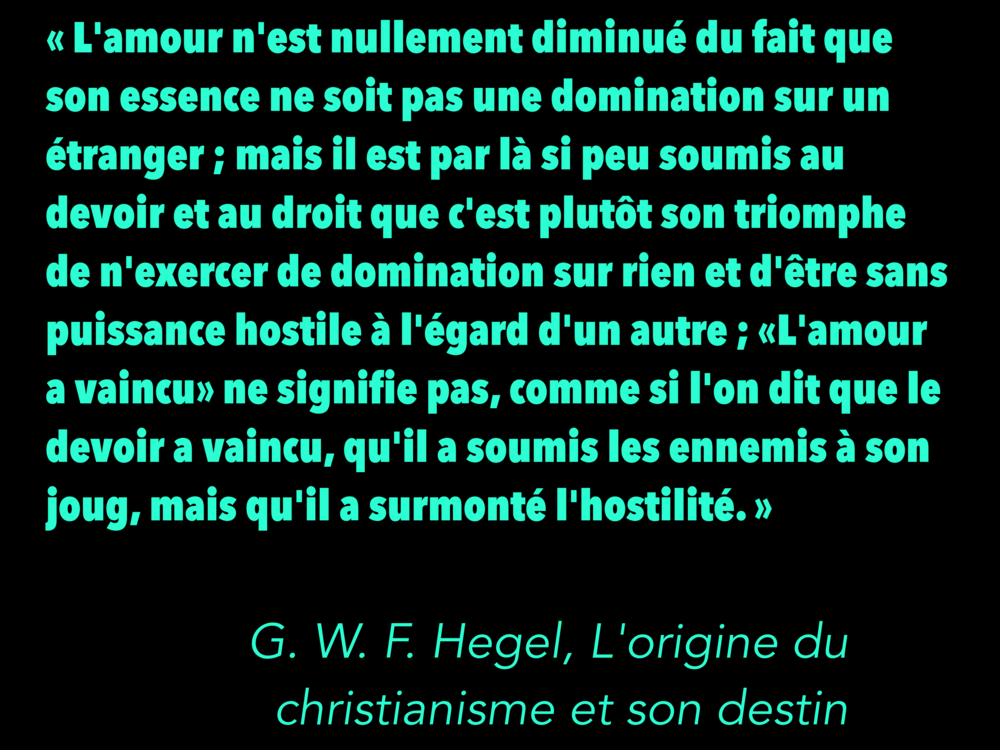 « L'amour n'est nullement diminué du fait que
son essence ne soit pas une domination sur un
étranger ; mais il est par là si peu soumis au
devoir et au droit que c'est plutôt son triomphe
de n'exercer de domination sur rien et d'être sans
puissance hostile à l'égard d'un autre ; «L'amour
a vaincu» ne signifie pas, comme si l'on dit que le
devoir a vaincu, qu'il a soumis les ennemis à son
joug, mais qu'il a surmonté l'hostilité. »
G. W. F. Hegel, L'origine du
christianisme et son destin